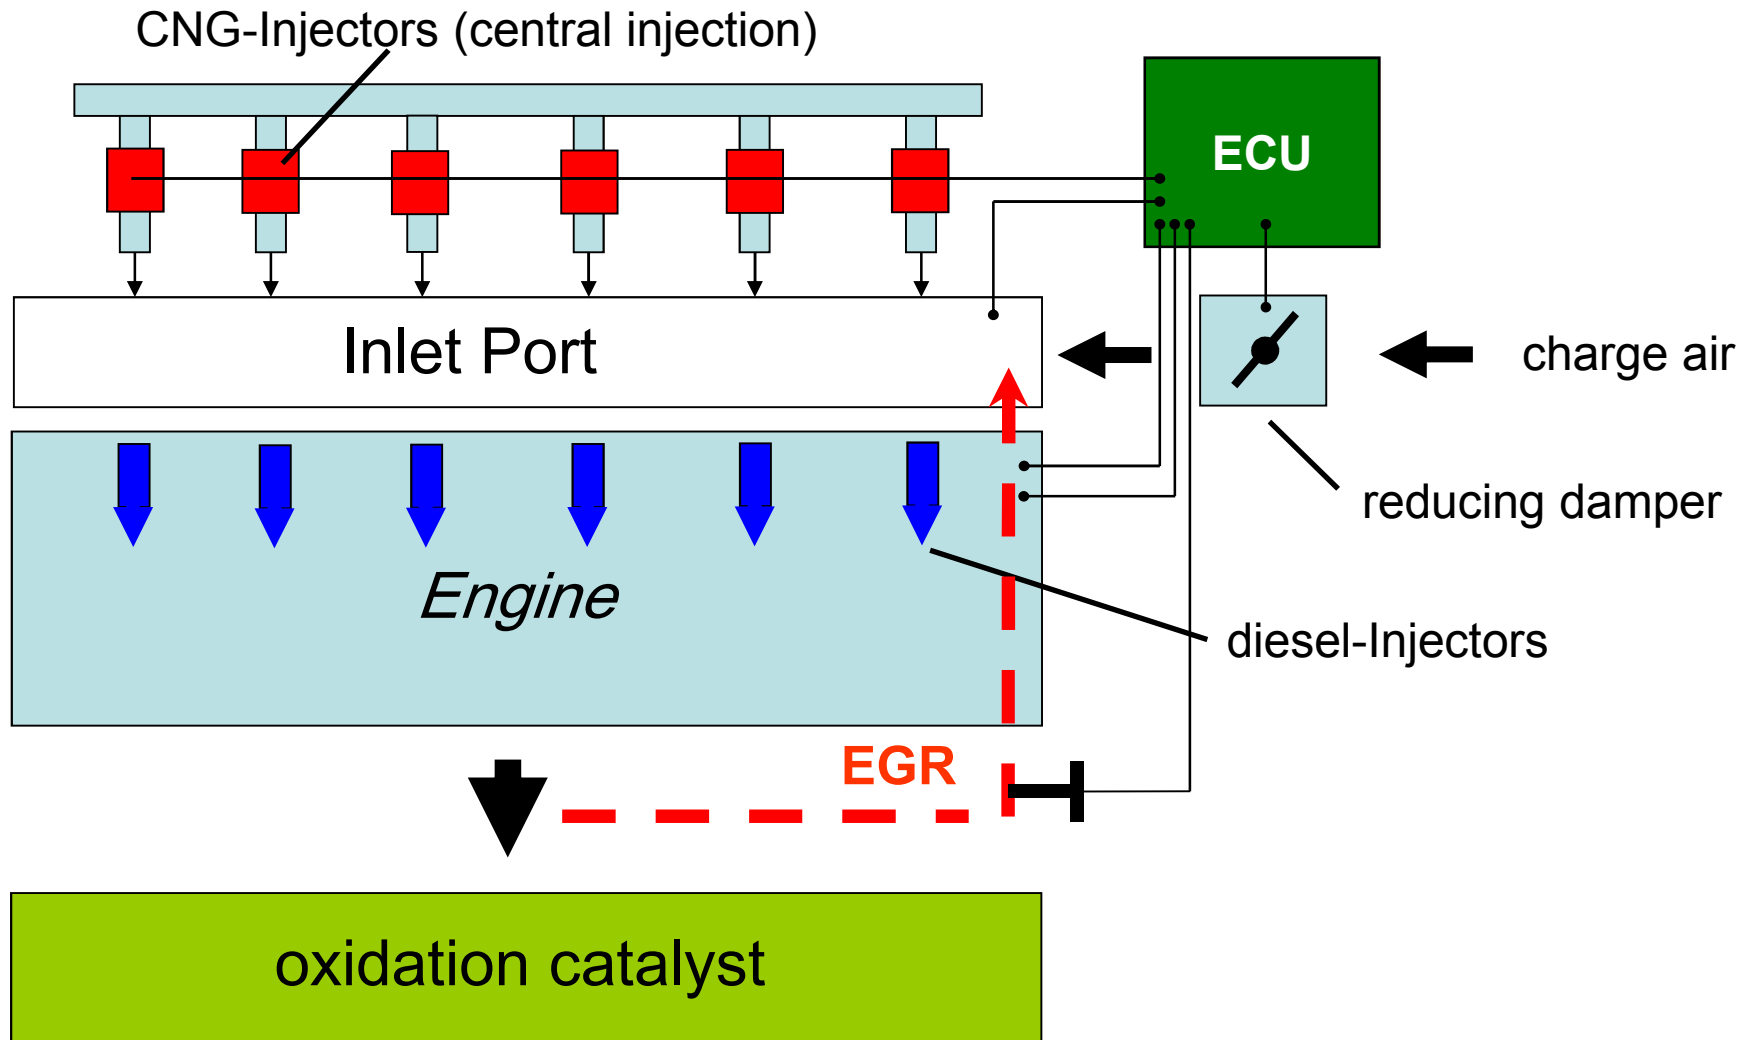 CNG-Injectors (central injection)
ECU
Inlet Port
charge air
reducing damper
Engine
diesel-Injectors
EGR
oxidation catalyst